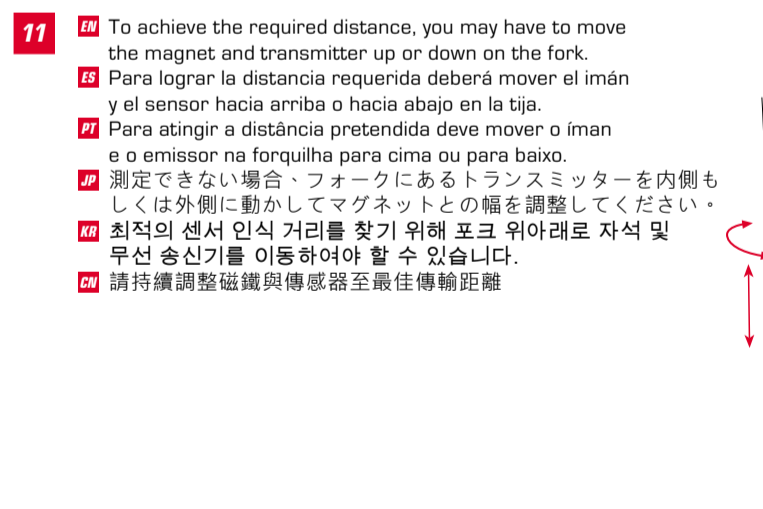 11
EN To achieve the required distance, you may have to move
the magnet and transmitter up or down on the fork.
ES Para lograr la distancia requerida deberá mover el imán
y el sensor hacia arriba o hacia abajo en la tija.
PT Para atingir a distância pretendida deve mover o íman
e o emissor na forquilha para cima ou para baixo.
JP 測定できない場合、フォークにあるトランスミッターを内側も
しくは外側に動かしてマグネットとの幅を調整してください。
KR 최적의 센서 인식 거리를 찾기 위해 포크 위아래로 자석 및
무선 송신기를 이동하여야 할 수 있습니다.
CN 請持續調整磁鐵與傳感器至最佳傳輸距離